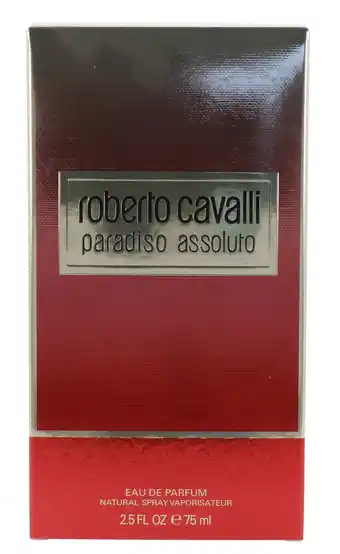 roberto cavalli
paradiso assoluto
EAU DE PARFUM
NATURAL SPRAY VAPORISATEUR
2.5 FL OZ ℮ 75 ml